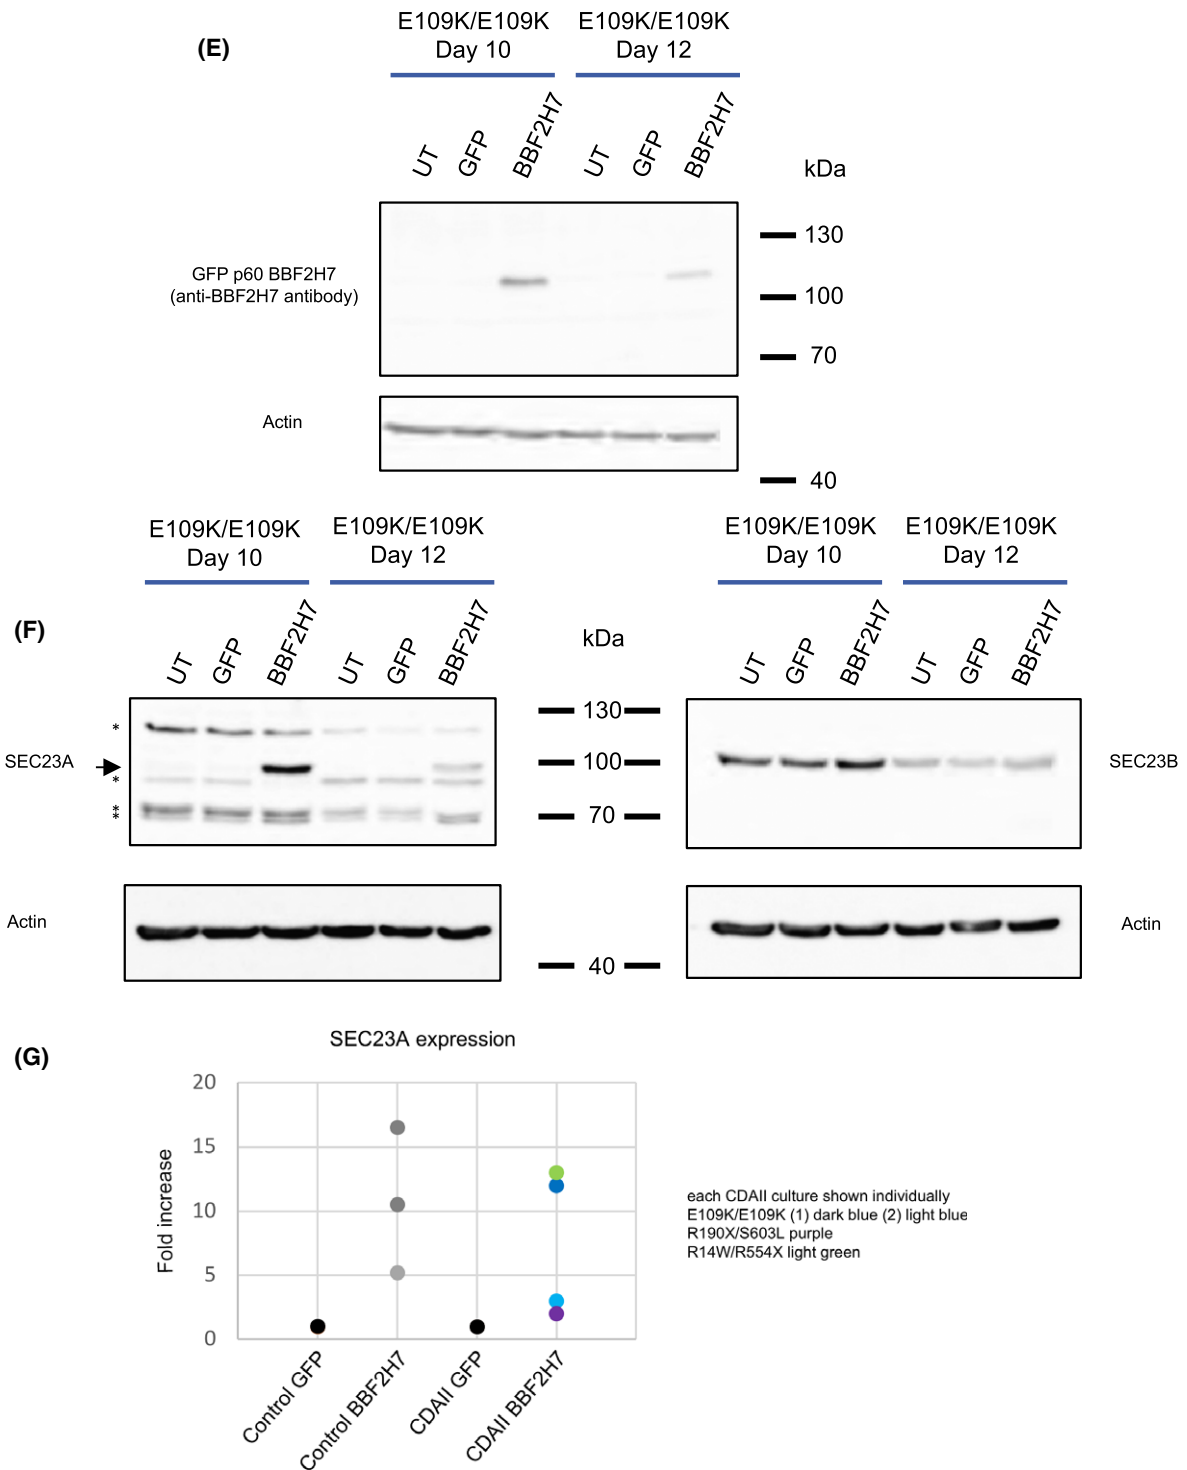 (E)
E109K/E109K
Day 10
E109K/E109K
Day 12
UT
GFP
BBF2H7
UT
GFP
BBF2H7
kDa
GFP p60 BBF2H7
(anti-BBF2H7 antibody)
130
100
70
Actin
40
(F)
E109K/E109K
Day 10
E109K/E109K
Day 12
UT
GFP
BBF2H7
UT
GFP
BBF2H7
kDa
E109K/E109K
Day 10
E109K/E109K
Day 12
UT
GFP
BBF2H7
UT
GFP
BBF2H7
*
SEC23A
*
*
*
130
100
70
SEC23B
Actin
40
Actin
(G)
SEC23A expression
Fold increase
20
15
10
5
0
Control GFP
Control BBF2H7
CDAII GFP
CDAII BBF2H7
each CDAII culture shown individually
E109K/E109K (1) dark blue (2) light blue
R190X/S603L purple
R14W/R554X light green